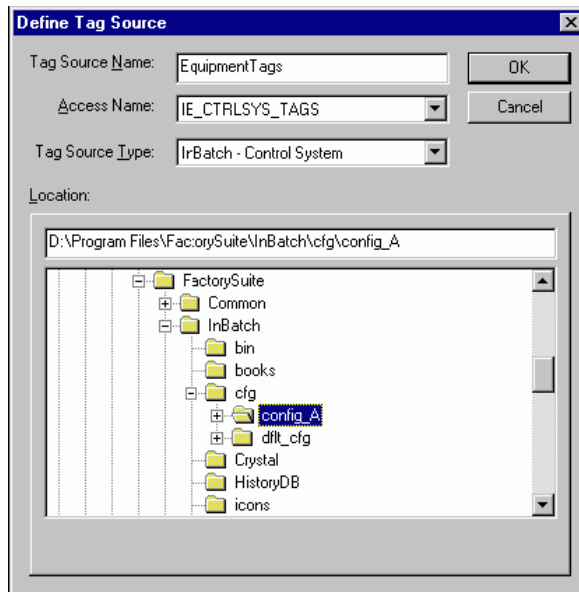 Define Tag Source
Tag Source Name: EquipmentTags OK
Access Name: IE_CTRLSYS_TAGS Cancel
Tag Source Type: IrBatch - Control System
Location:
D:\Program Files\Fac:orySuite\InBatch\cfg\config_A
FactorySuite
Common
InBatch
bin
books
cfg
config_A
dflt_cfg
Crystal
HistoryDB
icons